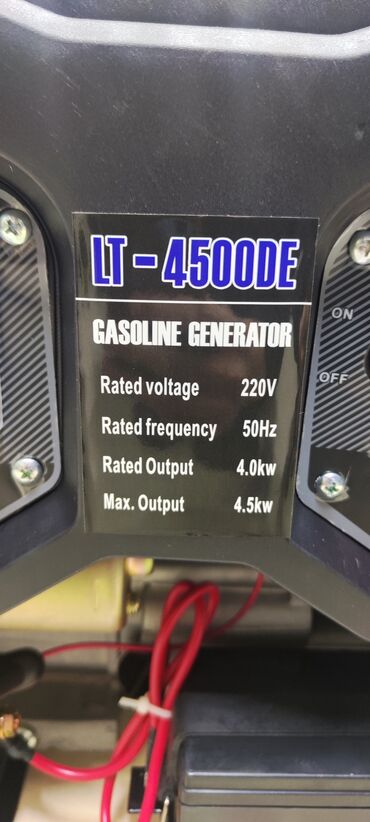 LT-4500DE
GASOLINE GENERATOR
Rated voltage 220V
Rated frequency 50Hz
Rated Output 4.0kw
Max. Output 4.5kw
ON
OFF